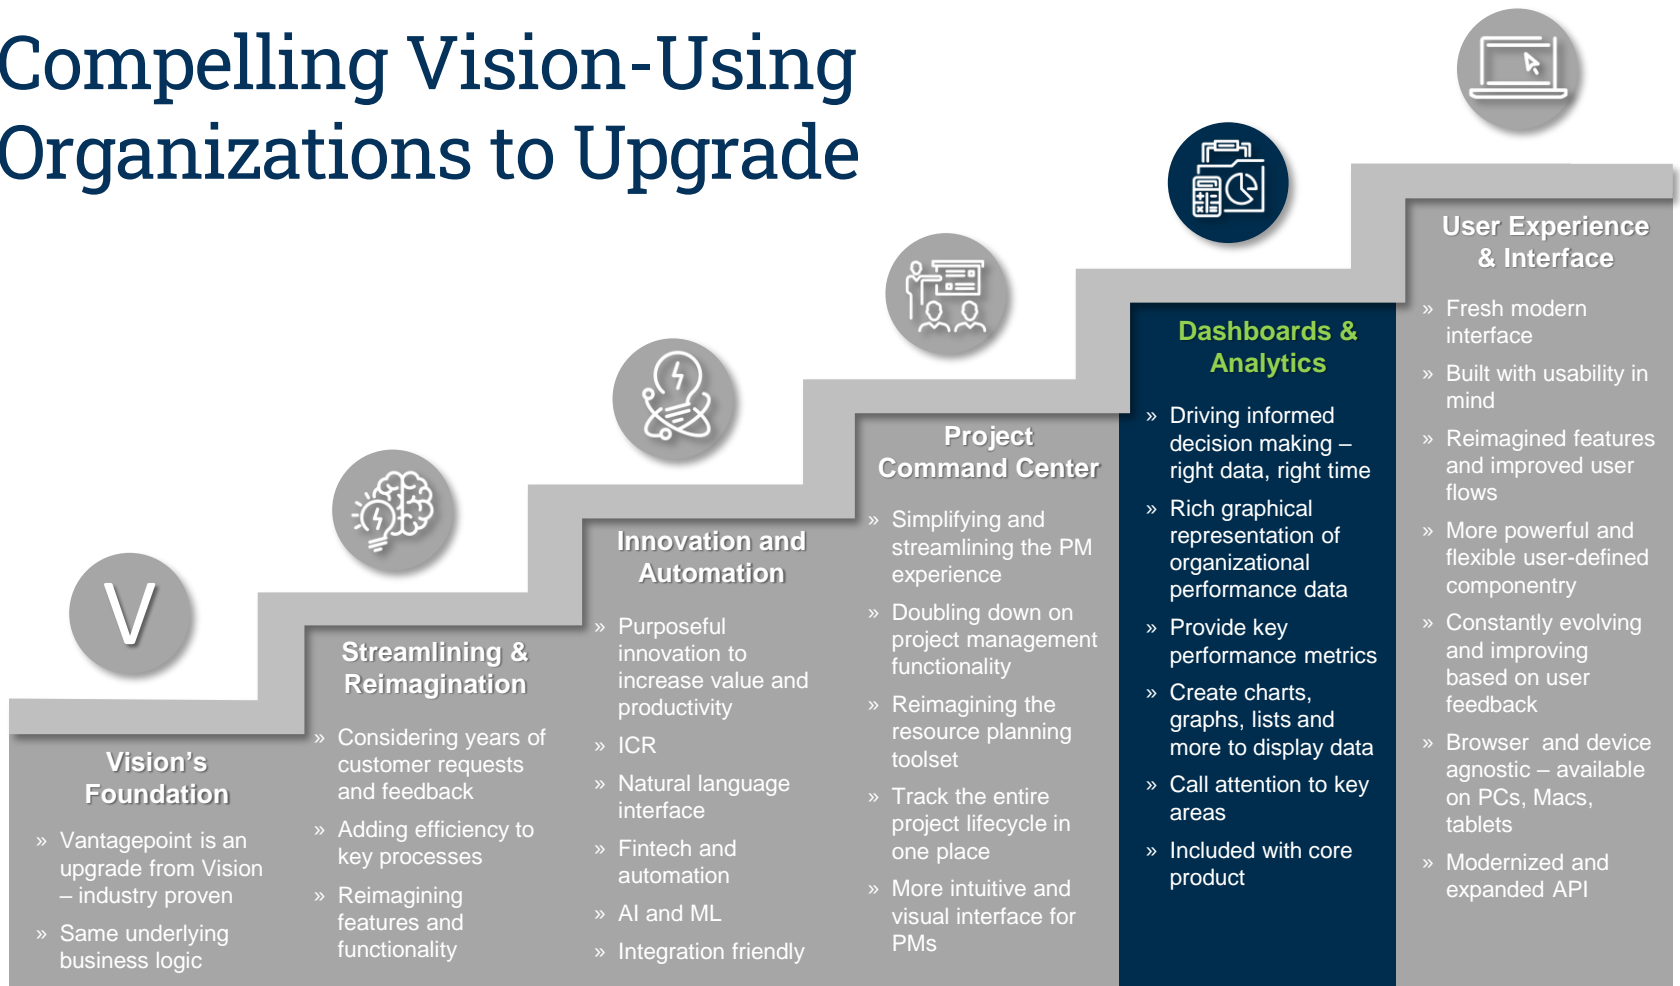 Compelling Vision-Using
Organizations to Upgrade
V
Vision's
Foundation
» Vantagepoint is an
upgrade from Vision
– industry proven
» Same underlying
business logic
Streamlining &
Reimagination
» Considering years of
customer requests
and feedback
» Adding efficiency to
key processes
» Reimagining
features and
functionality
Innovation and
Automation
» Purposeful
innovation to
increase value and
productivity
» ICR
» Natural language
interface
» Fintech and
automation
» AI and ML
» Integration friendly
Project
Command Center
» Simplifying and
streamlining the PM
experience
» Doubling down on
project management
functionality
» Reimagining the
resource planning
toolset
» Track the entire
project lifecycle in
one place
» More intuitive and
visual interface for
PMs
Dashboards &
Analytics
» Driving informed
decision making –
right data, right time
» Rich graphical
representation of
organizational
performance data
» Provide key
performance metrics
» Create charts,
graphs, lists and
more to display data
» Call attention to key
areas
» Included with core
product
User Experience
& Interface
» Fresh modern
interface
» Built with usability in
mind
» Reimagined features
and improved user
flows
» More powerful and
flexible user-defined
componentry
» Constantly evolving
and improving
based on user
feedback
» Browser and device
agnostic – available
on PCs, Macs,
tablets
» Modernized and
expanded API